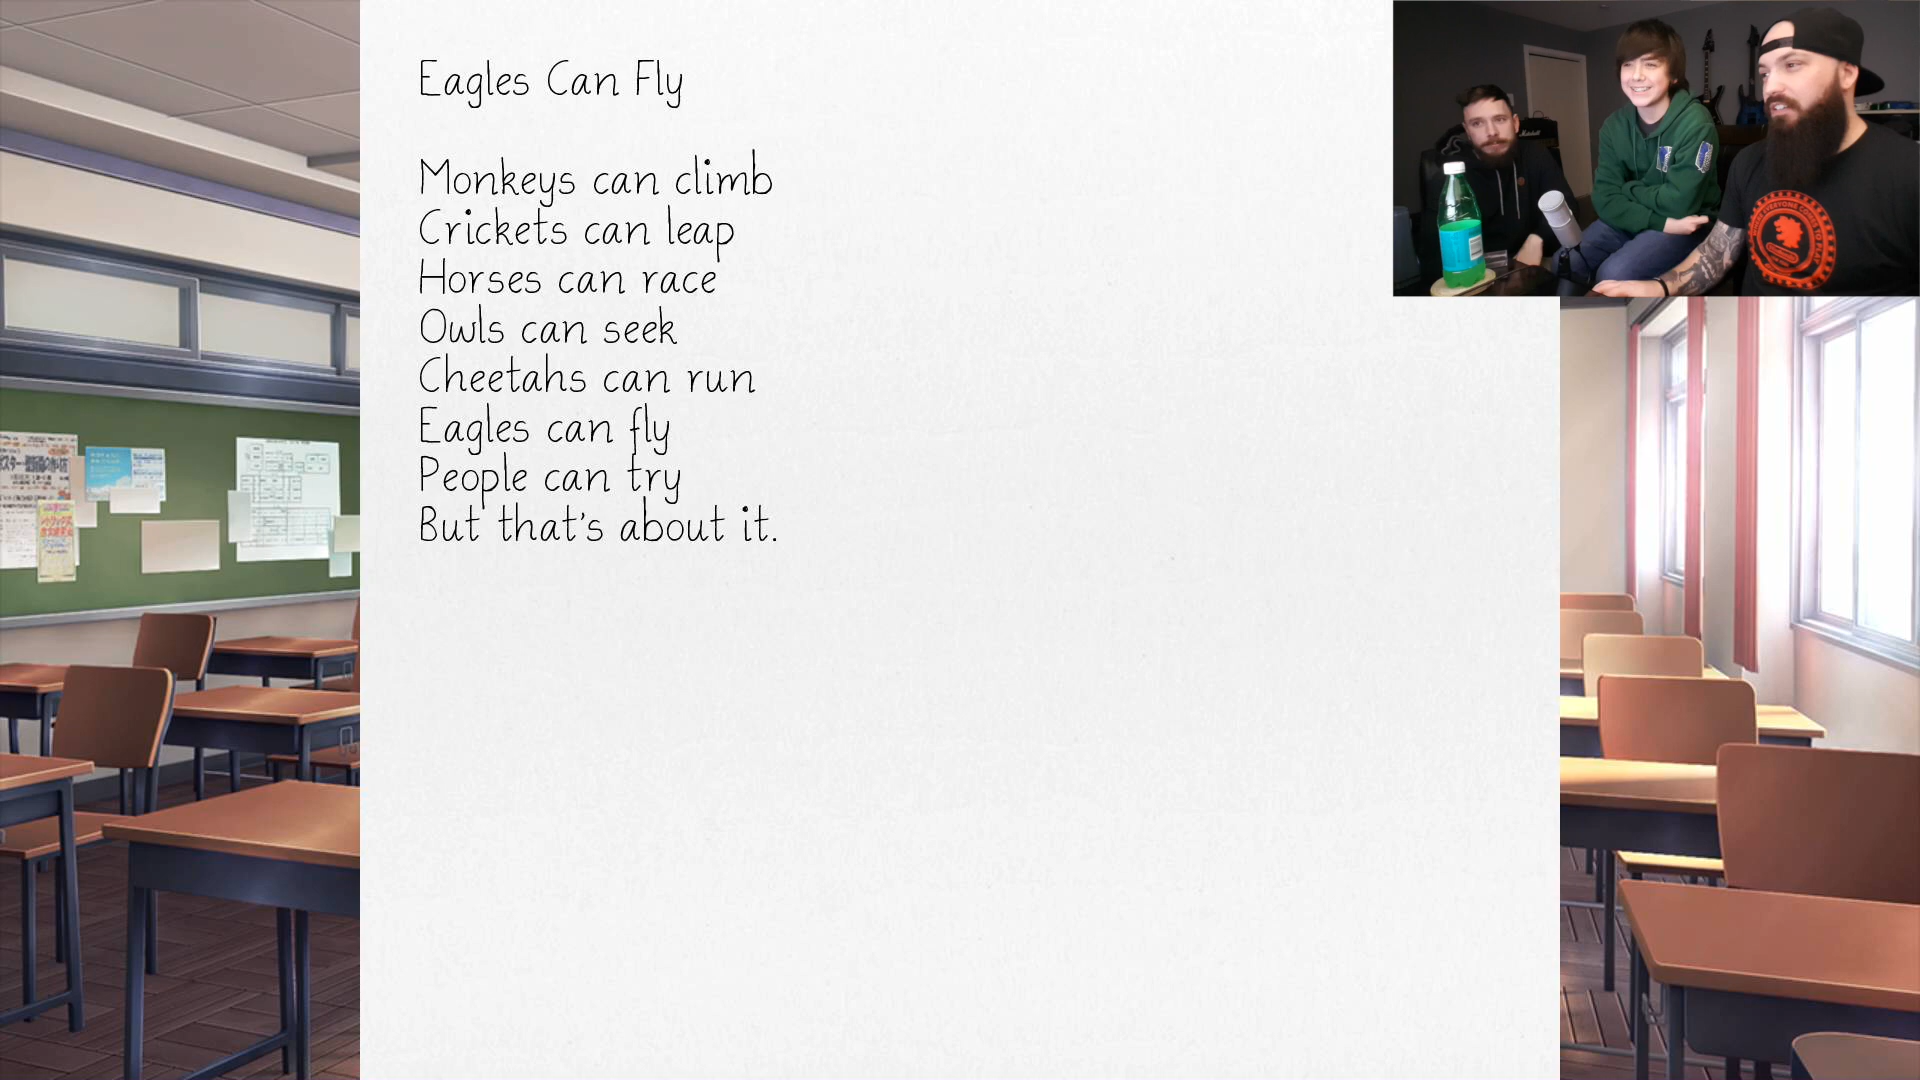 Eagles Can Fly
Monkeys can climb
Crickets can leap
Horses can race
Owls can seek
Cheetahs can run
Eagles can fly
People can try
But that's about it.
Marshall